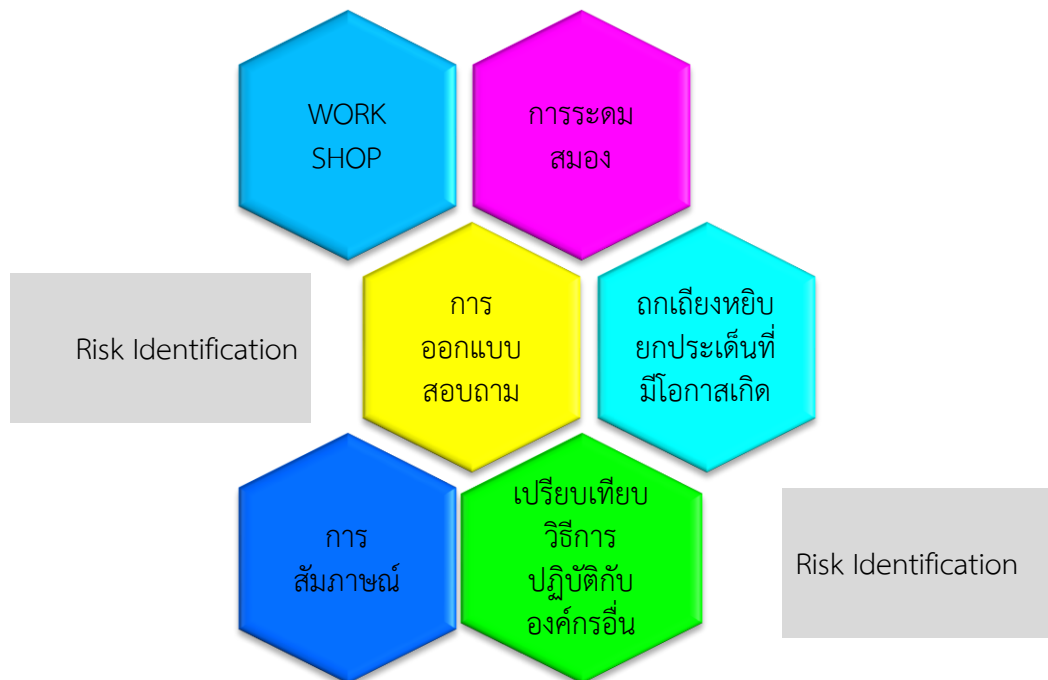 WORK
SHOP
การระดม
สมอง
Risk Identification
การ
ออกแบบ
สอบถาม
ถกเถียงหยิบ
ยกประเด็นที่
มีโอกาสเกิด
การ
สัมภาษณ์
เปรียบเทียบ
วิธีการ
ปฏิบัติกับ
องค์กรอื่น
Risk Identification